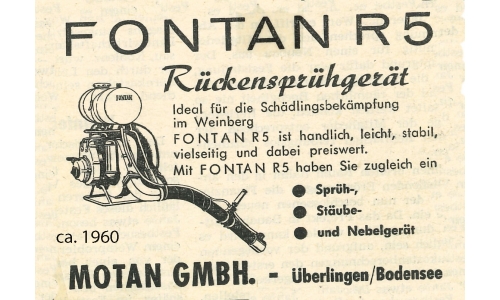 FONTAN R5
Rückensprühgerät
FONTAN
Ideal für die Schädlingsbekämpfung
im Weinberg
FONTAN R5 ist handlich, leicht, stabil,
vielseitig und dabei preiswert.
Mit FONTAN R5 haben Sie zugleich ein
● Sprüh-,
● Stäube-
● und Nebelgerät
ca. 1960
MOTAN GMBH. - Überlingen/Bodensee